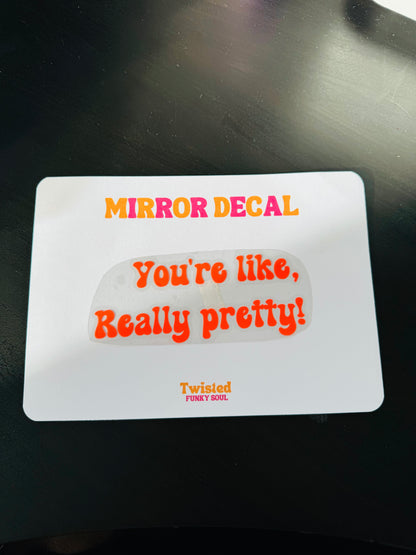 MIRROR DECAL
You're like,
Really pretty!
Twisted
FUNKY SOUL